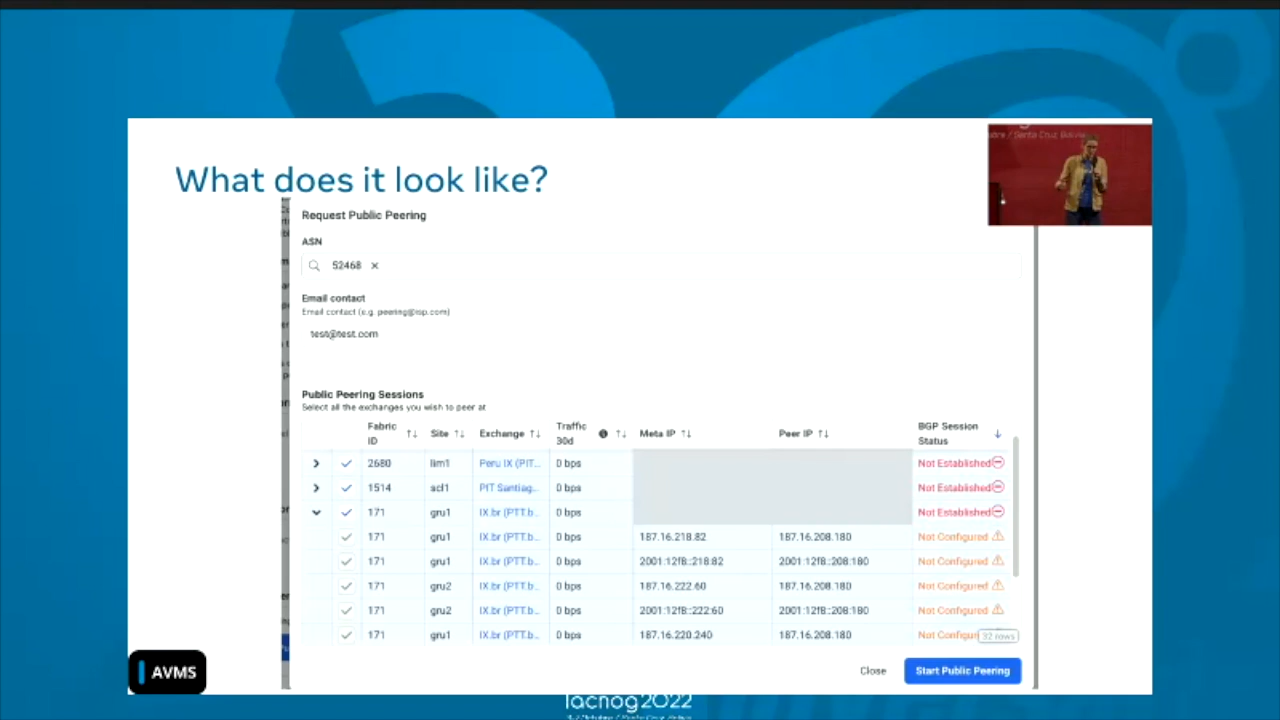 What does it look like?
Santa Cruz Bolivia
Request Public Peering
ASN
52468 ×
Email contact
Email contact (e.g. peering@isp.com)
test@test.com
Public Peering Sessions
Select all the exchanges you wish to peer at
Fabric ID Site Exchange Traffic 30d Meta IP Peer IP BGP Session Status
2680 lim1 Peru IX (PIT... 0 bps Not Established
1514 scl1 PIT Santiag... 0 bps Not Established
171 gru1 IX.br (PTT.b... 0 bps Not Established
171 gru1 IX.br (PTT.b... 0 bps 187.16.218.82 187.16.208.180 Not Configured
171 gru1 IX.br (PTT.b... 0 bps 2001:12f8::218:82 2001:12f8::208:180 Not Configured
171 gru2 IX.br (PTT.b... 0 bps 187.16.222.60 187.16.208.180 Not Configured
171 gru2 IX.br (PTT.b... 0 bps 2001:12f8::222:60 2001:12f8::208:180 Not Configured
171 gru1 IX.br (PTT.b... 0 bps 187.16.220.240 187.16.208.180 Not Configur
32 rows
Close Start Public Peering
AVMS
lacnog2022